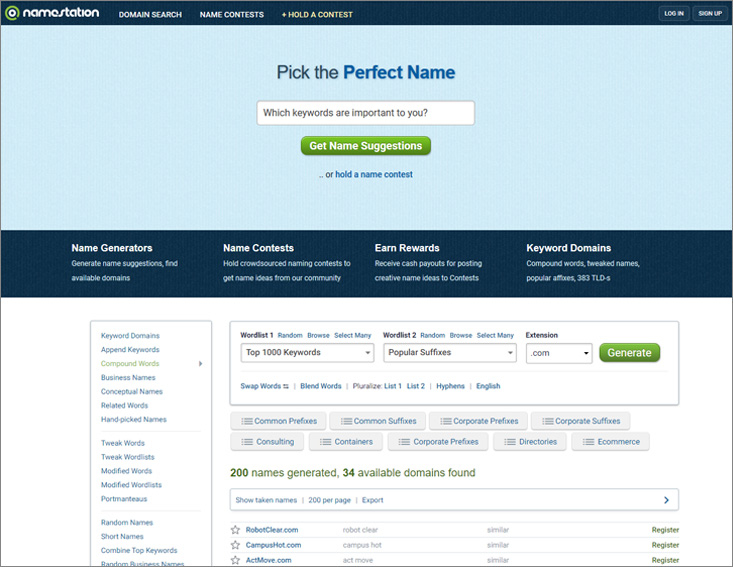 namestation DOMAIN SEARCH NAME CONTESTS + HOLD A CONTEST LOG IN SIGN UP
Pick the Perfect Name
Which keywords are important to you?
Get Name Suggestions
.. or hold a name contest
Name Generators
Generate name suggestions, find
available domains
Name Contests
Hold crowdsourced naming contests to
get name ideas from our community
Earn Rewards
Receive cash payouts for posting
creative name ideas to Contests
Keyword Domains
Compound words, tweaked names,
popular affixes, 383 TLD-s
Keyword Domains
Append Keywords
Compound Words
Business Names
Conceptual Names
Related Words
Hand-picked Names
Tweak Words
Tweak Wordlists
Modified Words
Modified Wordlists
Portmanteaus
Random Names
Short Names
Combine Top Keywords
Random Business Names
Wordlist 1 Random Browse Select Many Wordlist 2 Random Browse Select Many Extension
Top 1000 Keywords Popular Suffixes .com Generate
Swap Words | Blend Words | Pluralize: List 1 List 2 | Hyphens | English
Common Prefixes Common Suffixes Corporate Prefixes Corporate Suffixes
Consulting Containers Corporate Prefixes Directories Ecommerce
200 names generated, 34 available domains found
Show taken names | 200 per page | Export
RobotClear.com robot clear similar Register
CampusHot.com campus hot similar Register
ActMove.com act move similar Register